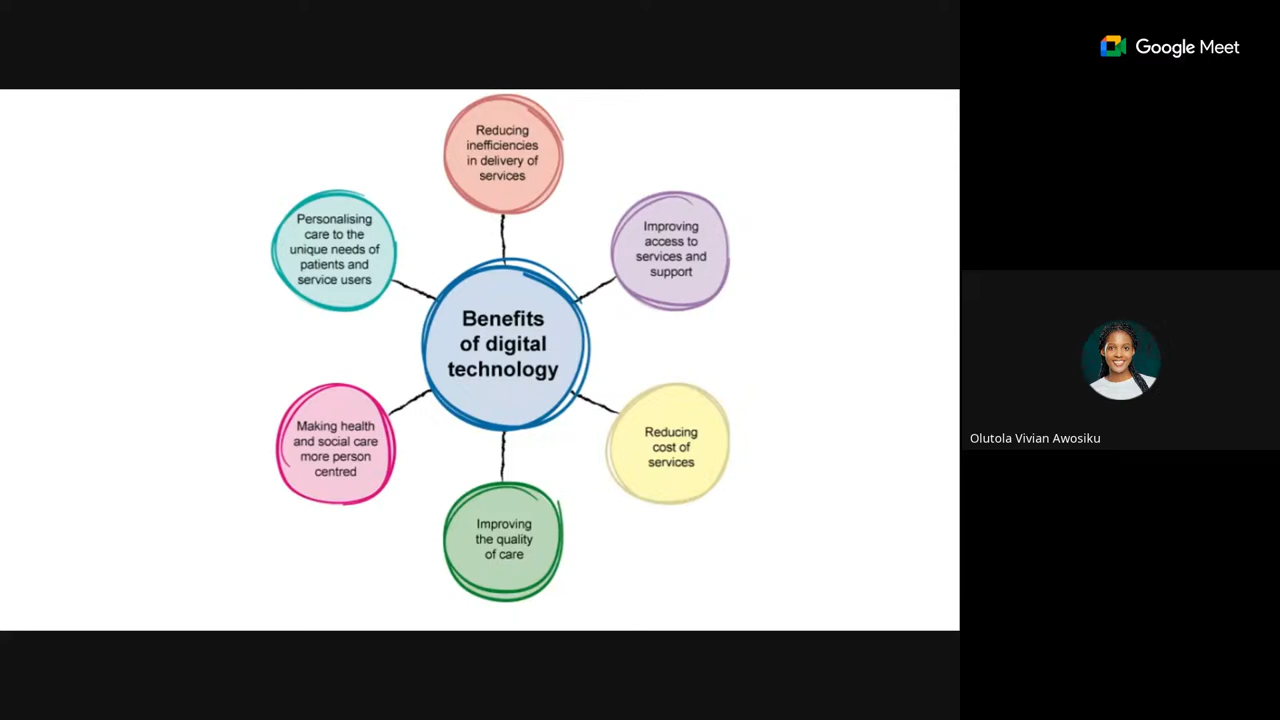 Google Meet
Reducing
inefficiencies
in delivery of
services
Personalising
care to the
unique needs of
patients and
service users
Improving
access to
services and
support
Benefits
of digital
technology
Making health
and social care
more person
centred
Reducing
cost of
services
Improving
the quality
of care
Olutola Vivian Awosiku